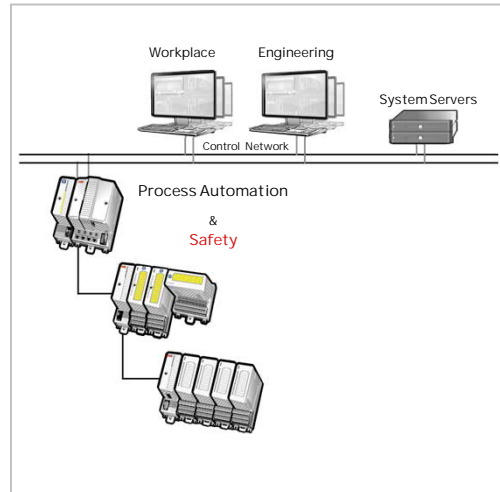 Workplace
Engineering
System Servers
Control Network
Process Automation
&
Safety